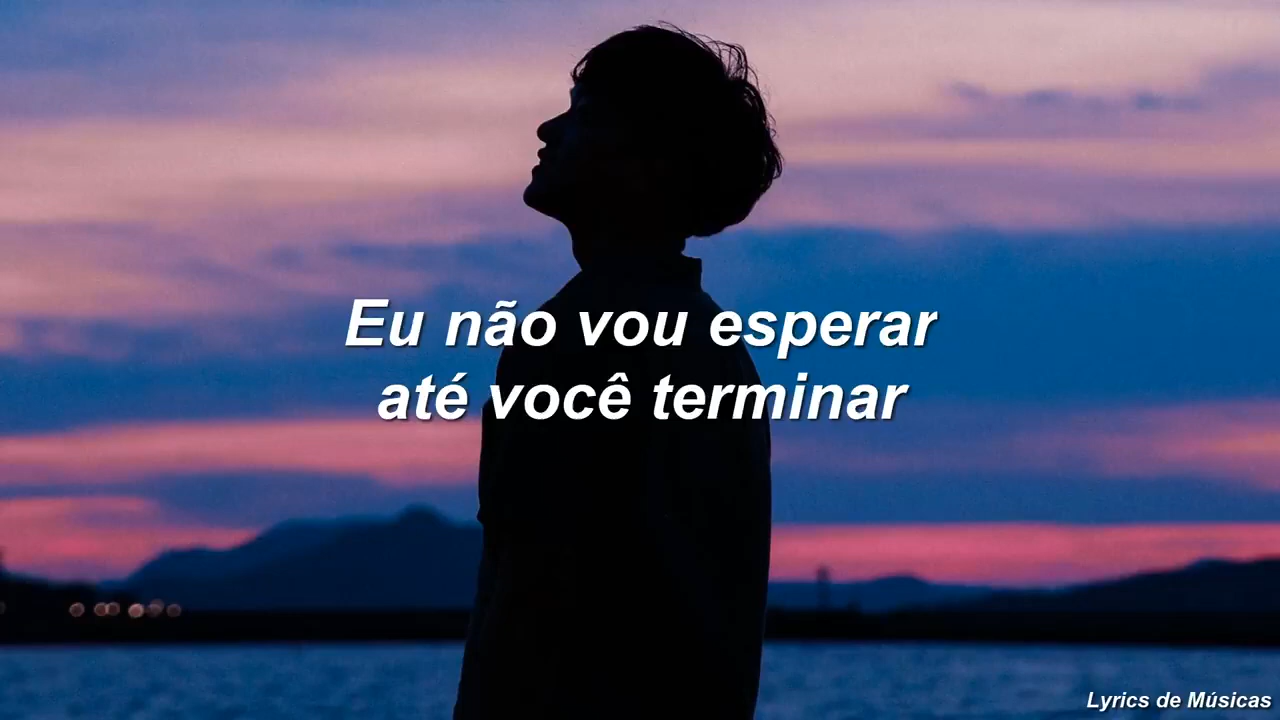 Eu não vou esperar
até você terminar
Lyrics de Músicas